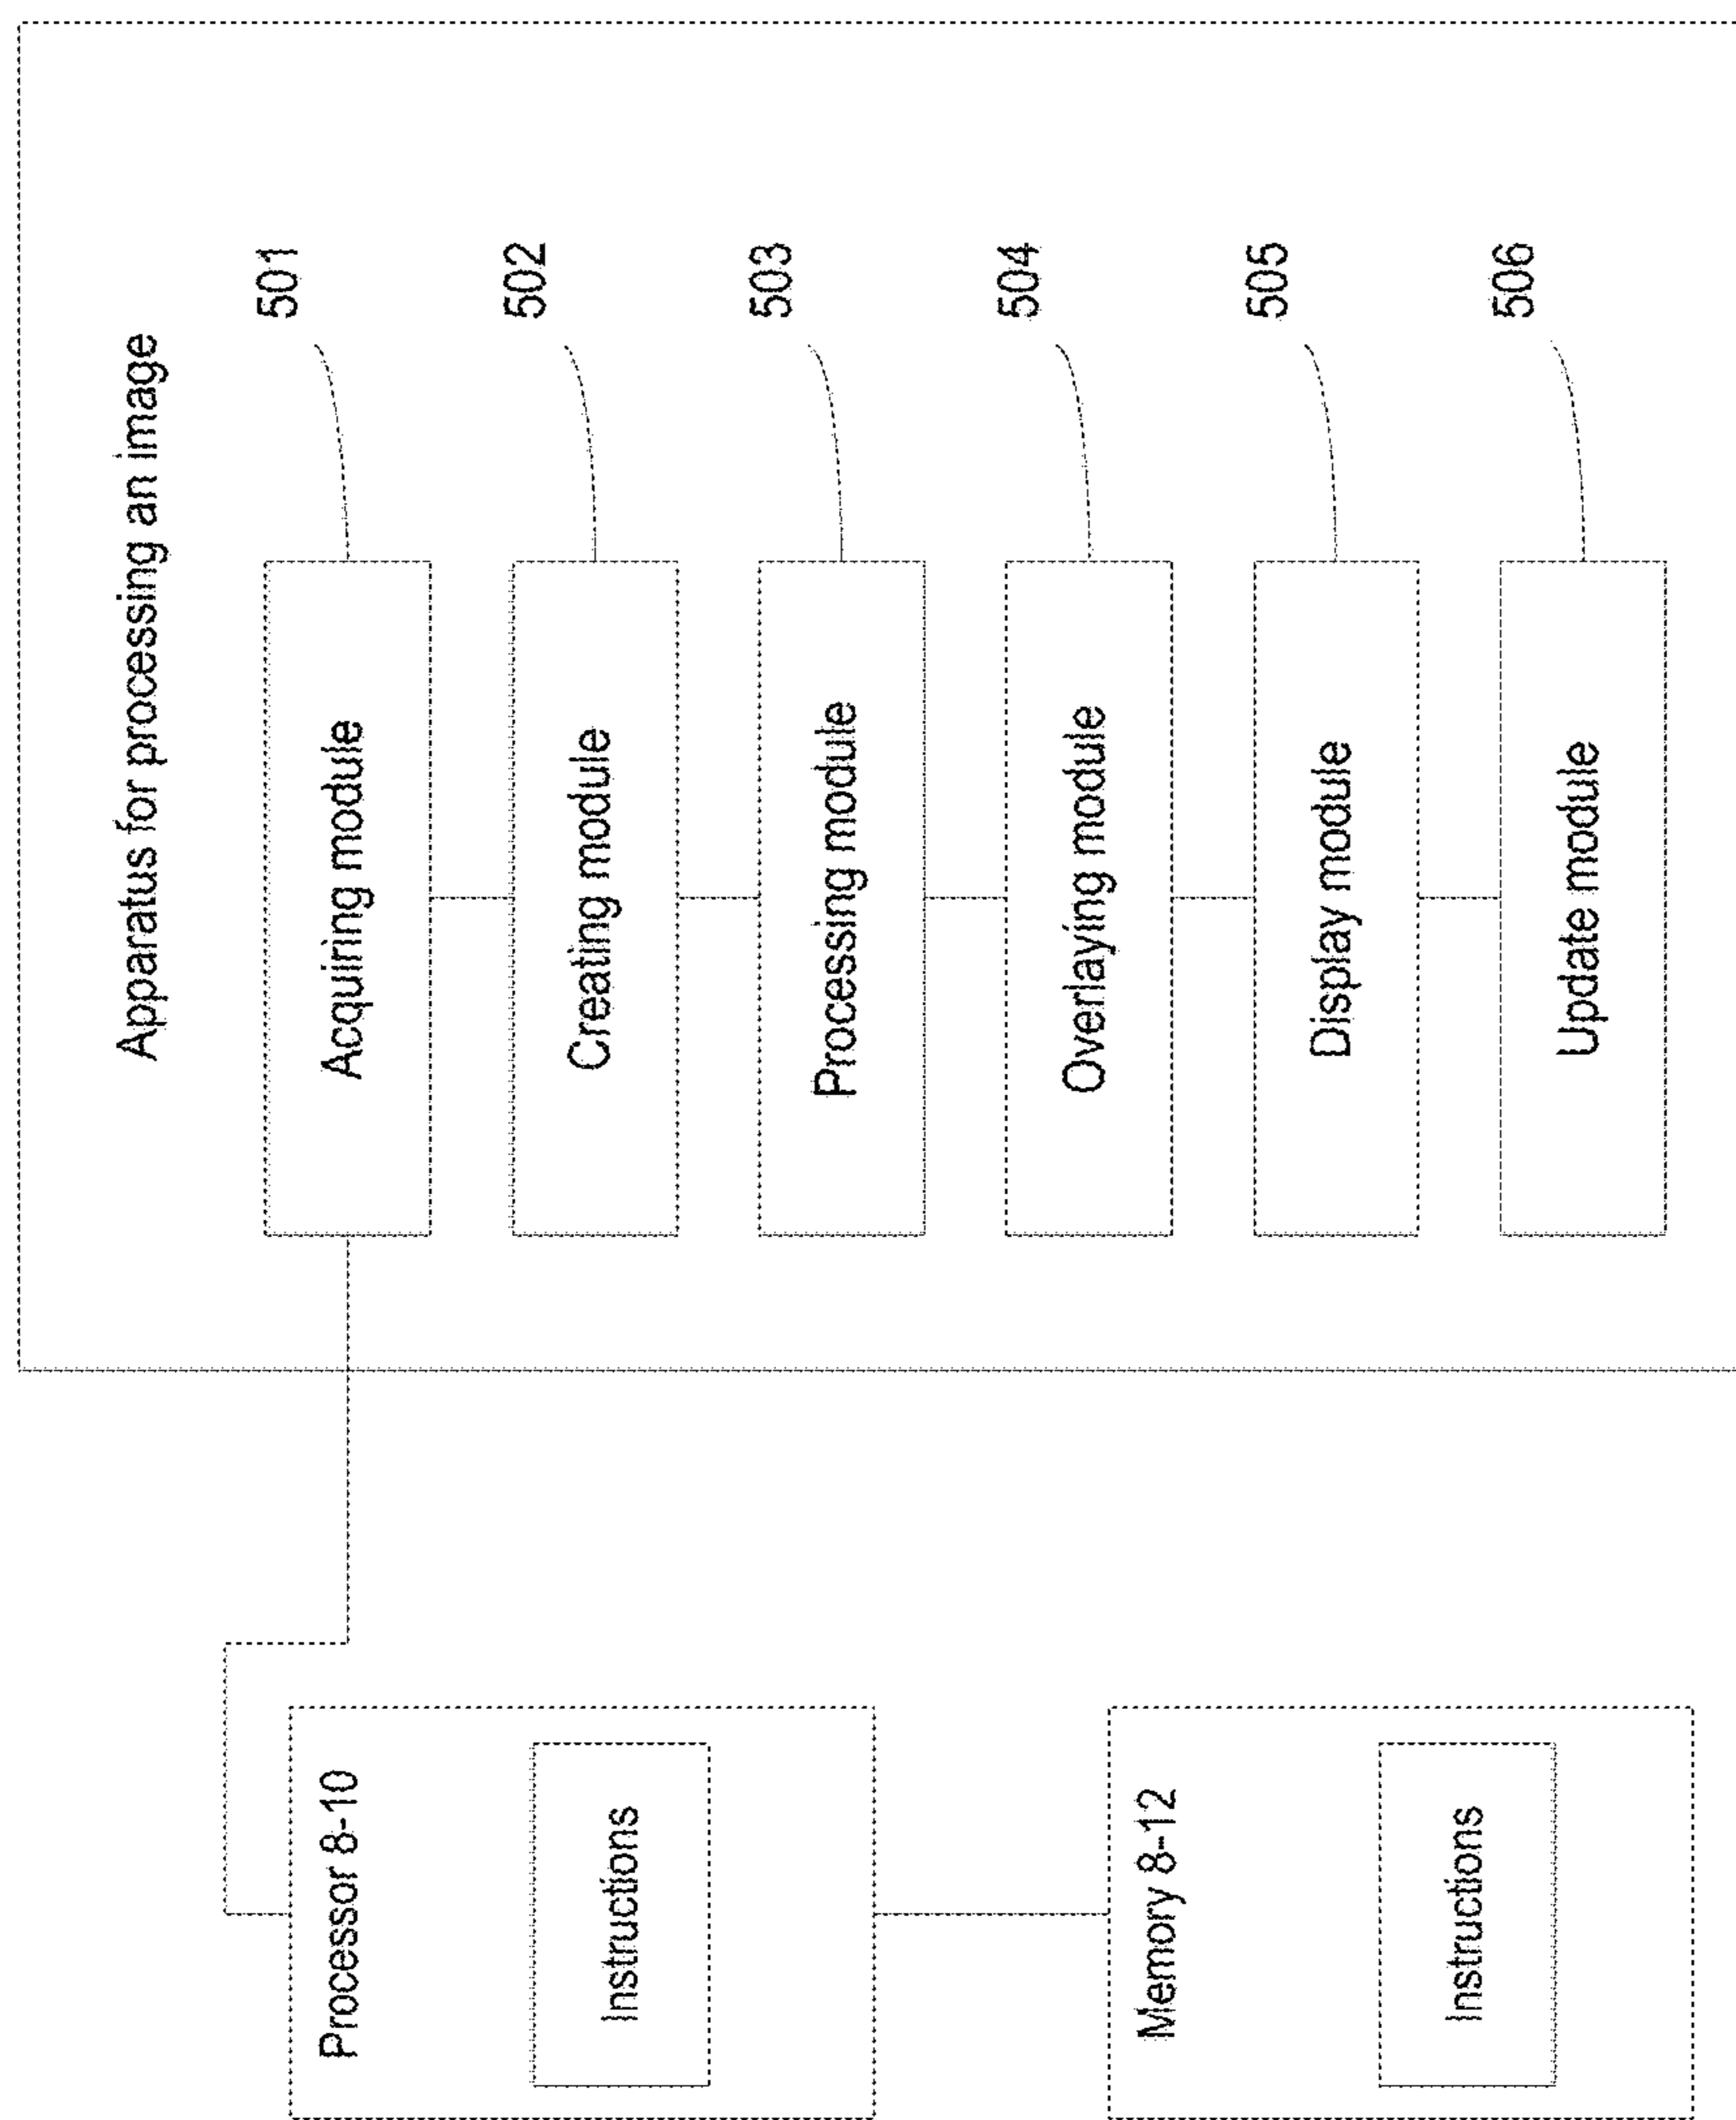 Apparatus for processing an image
Acquiring module
501
Creating module
502
Processing module
503
Overlaying module
504
Display module
505
Update module
506
Processor 8-10
Instructions
Memory 8-12
Instructions